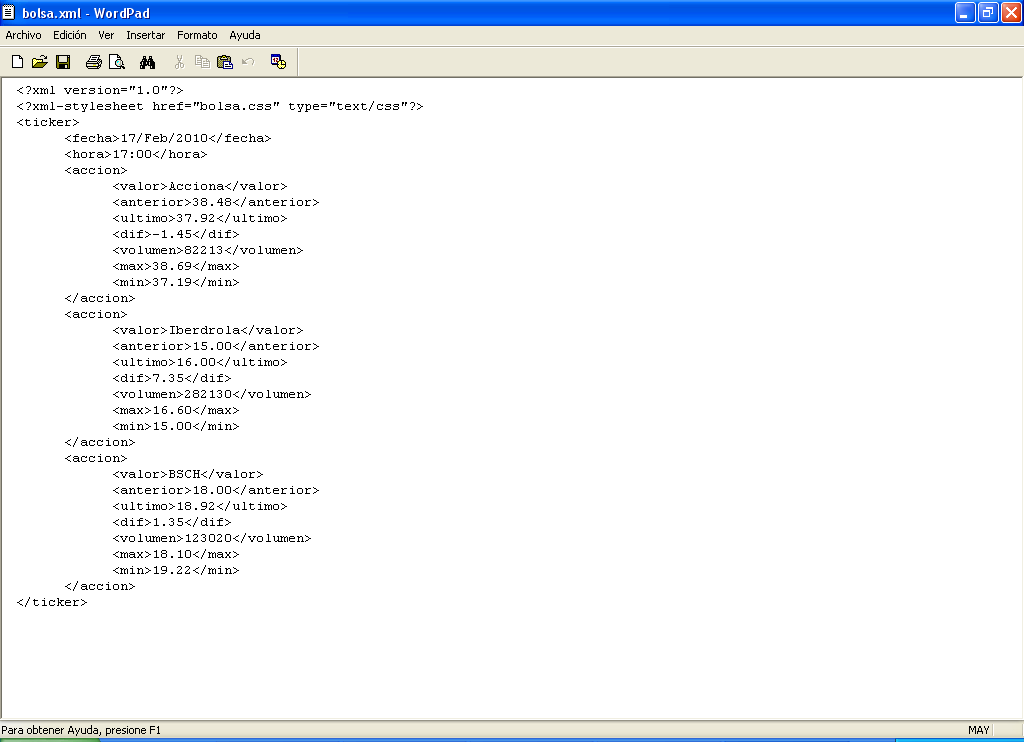 bolsa.xml - WordPad
Archivo Edición Ver Insertar Formato Ayuda
<?xml version="1.0"?>
<?xml-stylesheet href="bolsa.css" type="text/css"?>
<ticker>
<fecha>17/Feb/2010</fecha>
<hora>17:00</hora>
<accion>
<valor>Acciona</valor>
<anterior>38.48</anterior>
<ultimo>37.92</ultimo>
<dif>-1.45</dif>
<volumen>82213</volumen>
<max>38.69</max>
<min>37.19</min>
</accion>
<accion>
<valor>Iberdrola</valor>
<anterior>15.00</anterior>
<ultimo>16.00</ultimo>
<dif>7.35</dif>
<volumen>282130</volumen>
<max>16.60</max>
<min>15.00</min>
</accion>
<accion>
<valor>BSCH</valor>
<anterior>18.00</anterior>
<ultimo>18.92</ultimo>
<dif>1.35</dif>
<volumen>123020</volumen>
<max>18.10</max>
<min>19.22</min>
</accion>
</ticker>
Para obtener Ayuda, presione F1 MAY